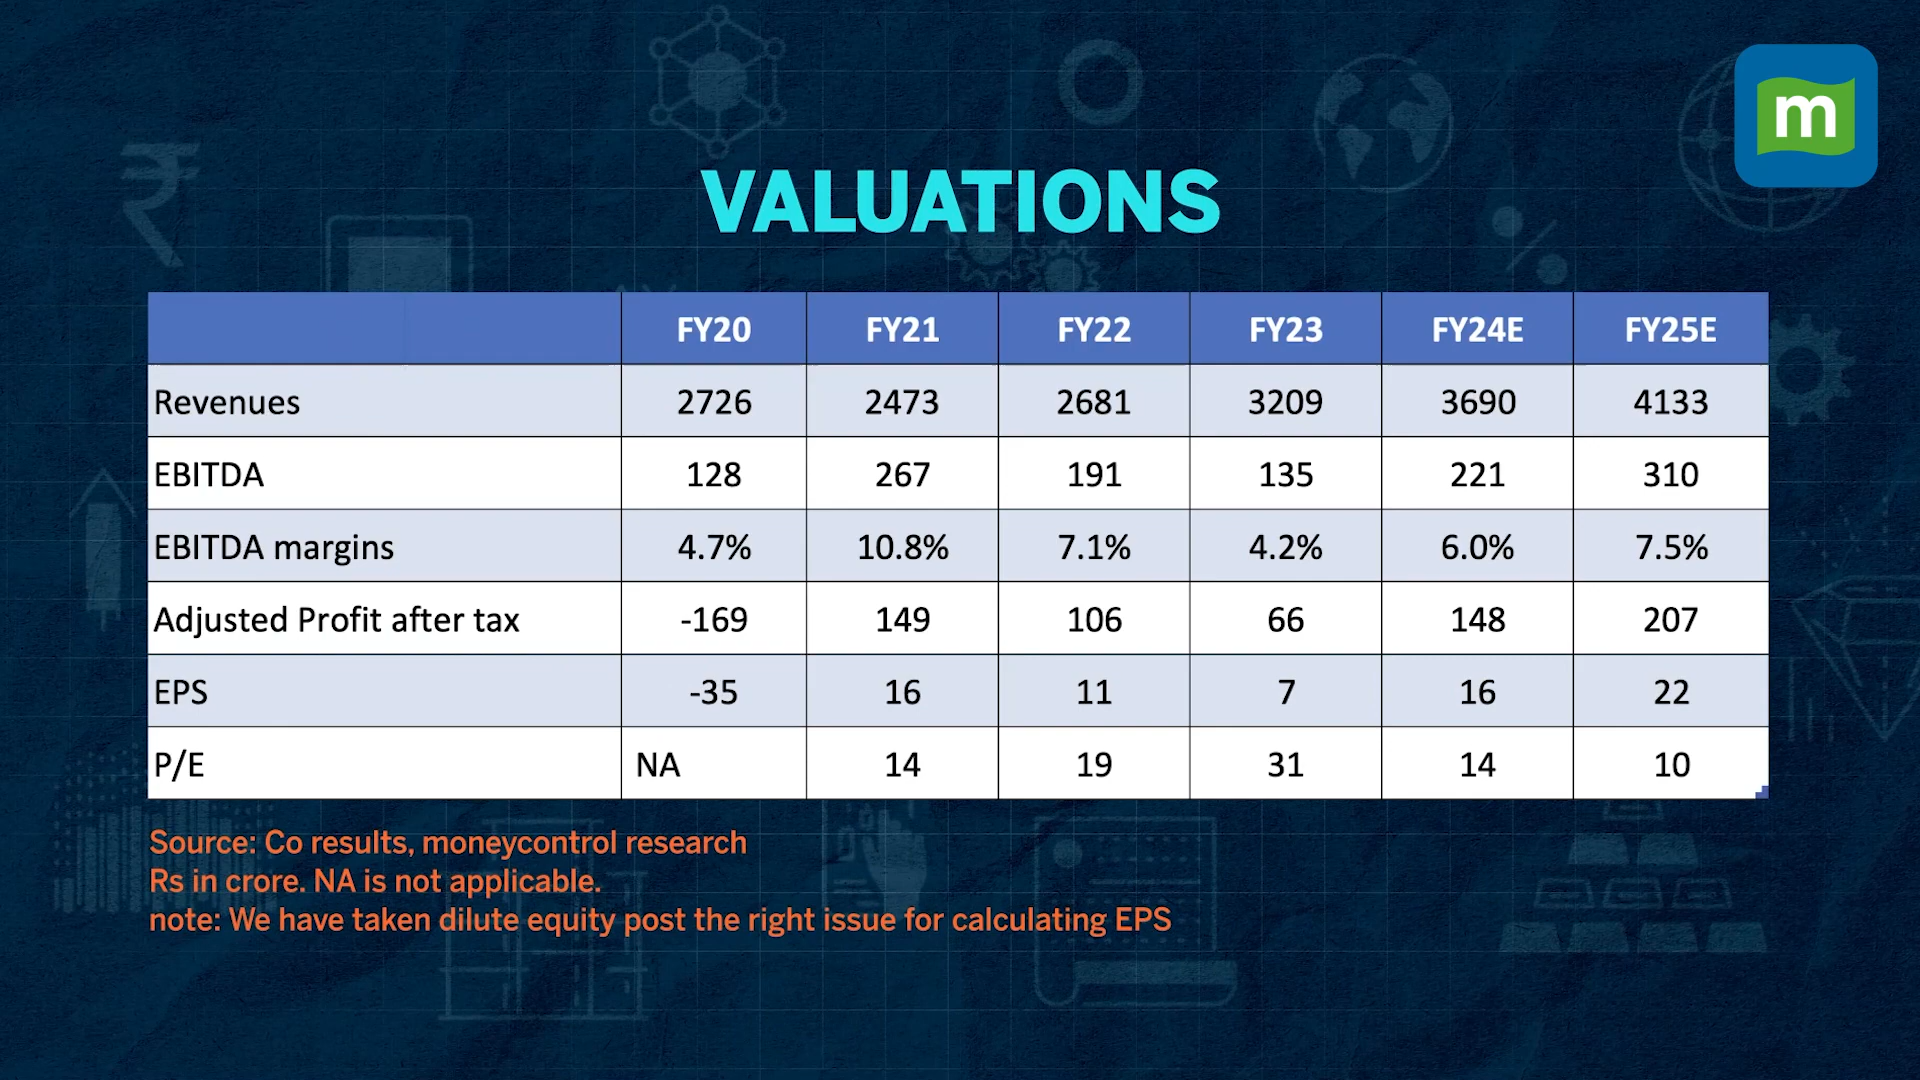 m
VALUATIONS
FY20 FY21 FY22 FY23 FY24E FY25E
Revenues 2726 2473 2681 3209 3690 4133
EBITDA 128 267 191 135 221 310
EBITDA margins 4.7% 10.8% 7.1% 4.2% 6.0% 7.5%
Adjusted Profit after tax -169 149 106 66 148 207
EPS -35 16 11 7 16 22
P/E NA 14 19 31 14 10
Source: Co results, moneycontrol research
Rs in crore. NA is not applicable.
note: We have taken dilute equity post the right issue for calculating EPS